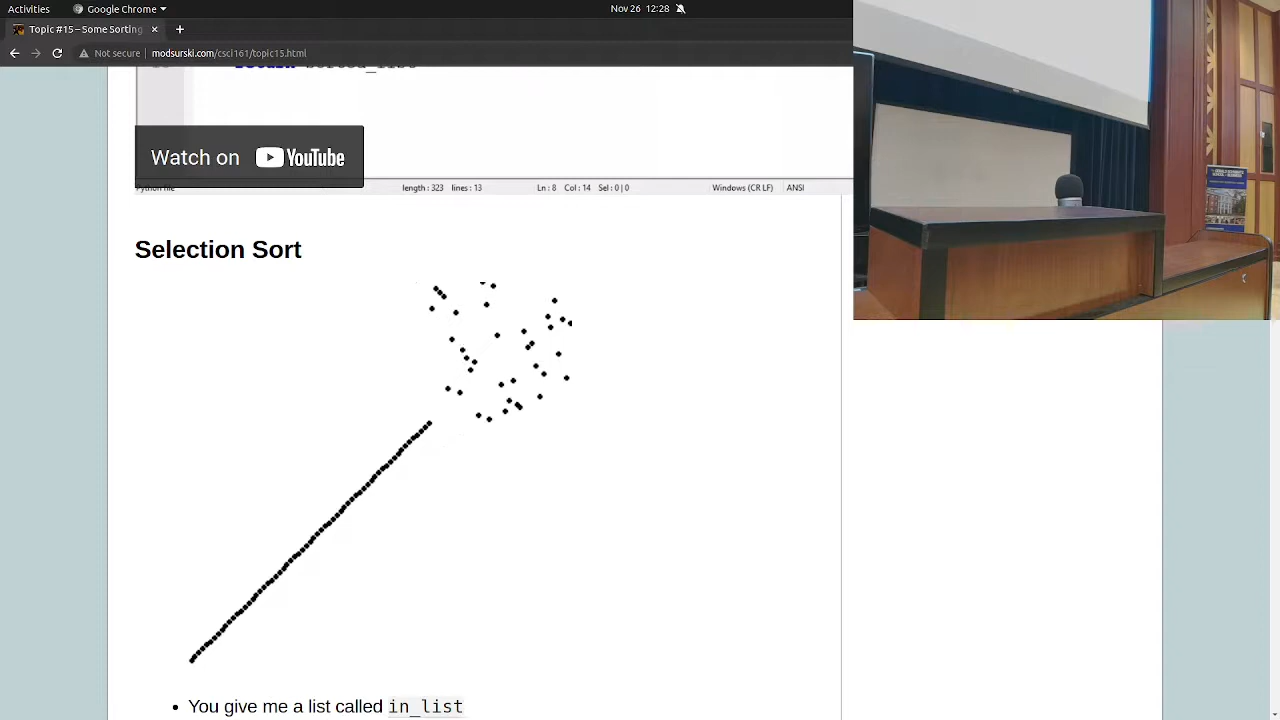 Activities
Google Chrome
Nov 26 12:28
Topic #15 – Some Sorting
Not secure
modsurski.com/csci161/topic15.html
Watch on YouTube
length : 323 lines : 13
Ln : 8 Col : 14 Sel : 0 | 0
Windows (CR LF)
ANSI
Selection Sort
You give me a list called in_list